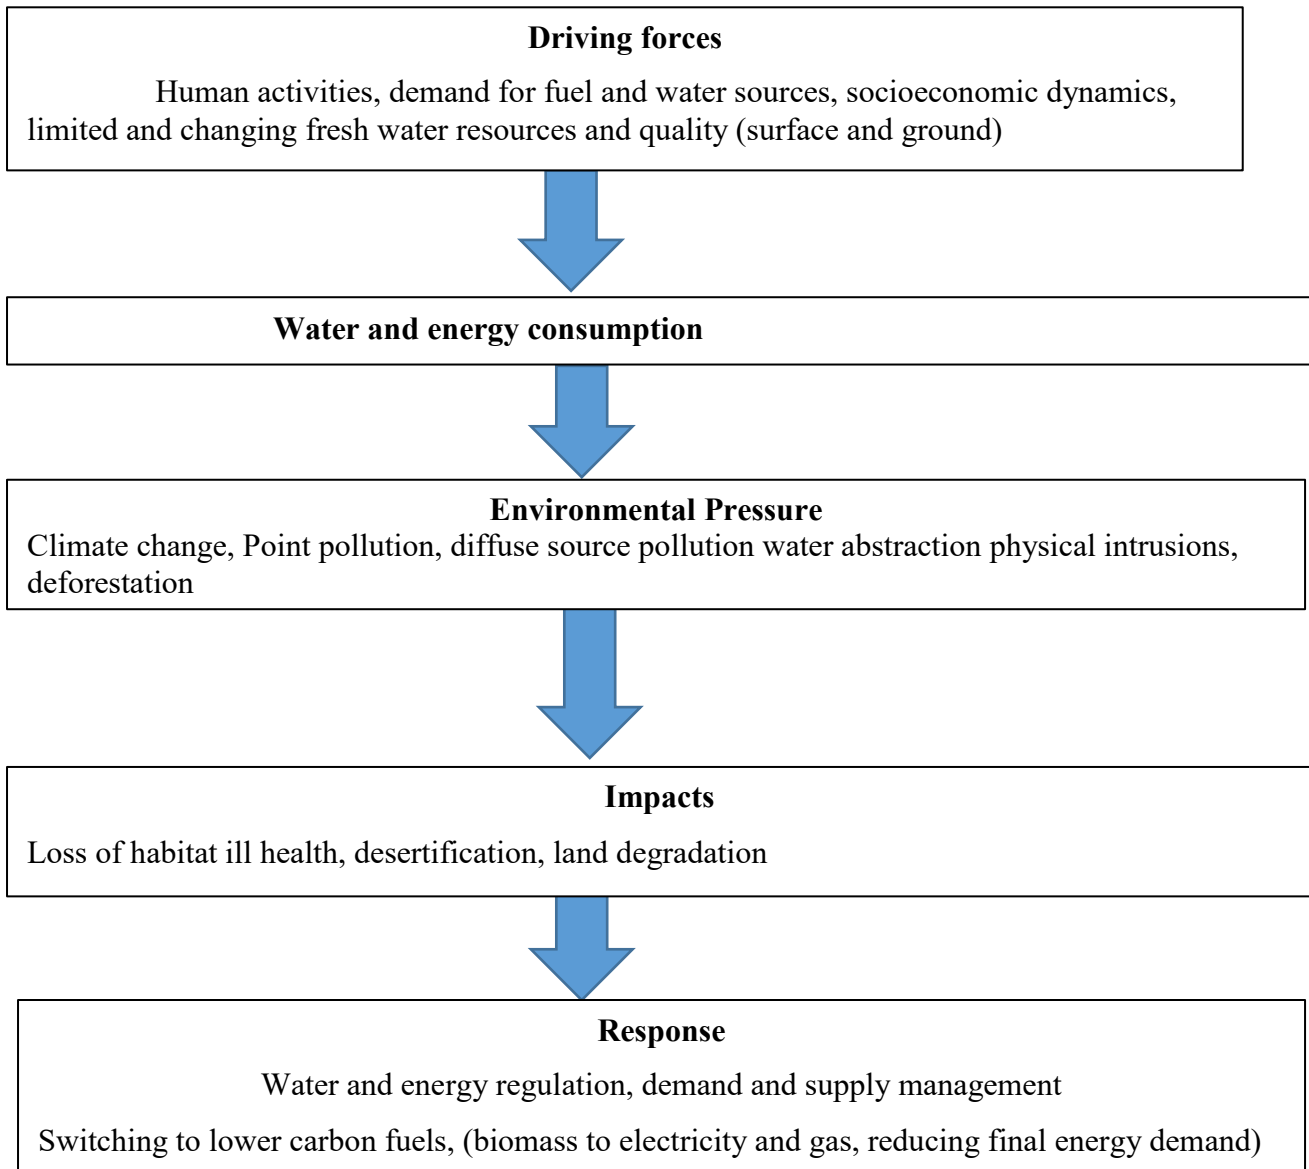 Driving forces
Human activities, demand for fuel and water sources, socioeconomic dynamics,
limited and changing fresh water resources and quality (surface and ground)
Water and energy consumption
Environmental Pressure
Climate change, Point pollution, diffuse source pollution water abstraction physical intrusions,
deforestation
Impacts
Loss of habitat ill health, desertification, land degradation
Response
Water and energy regulation, demand and supply management
Switching to lower carbon fuels, (biomass to electricity and gas, reducing final energy demand)